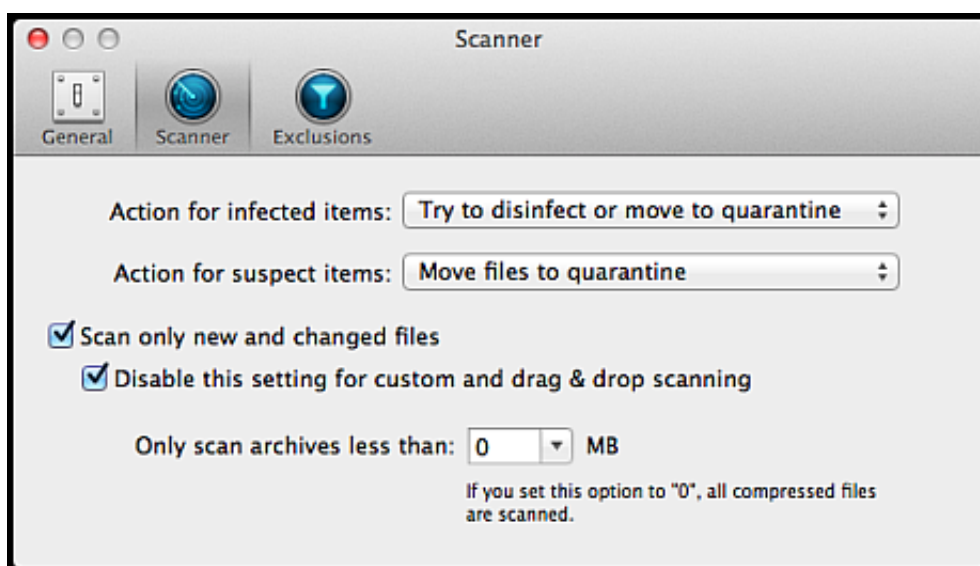 Scanner
General Scanner Exclusions
Action for infected items: Try to disinfect or move to quarantine
Action for suspect items: Move files to quarantine
Scan only new and changed files
Disable this setting for custom and drag & drop scanning
Only scan archives less than: 0 MB
If you set this option to "0", all compressed files
are scanned.